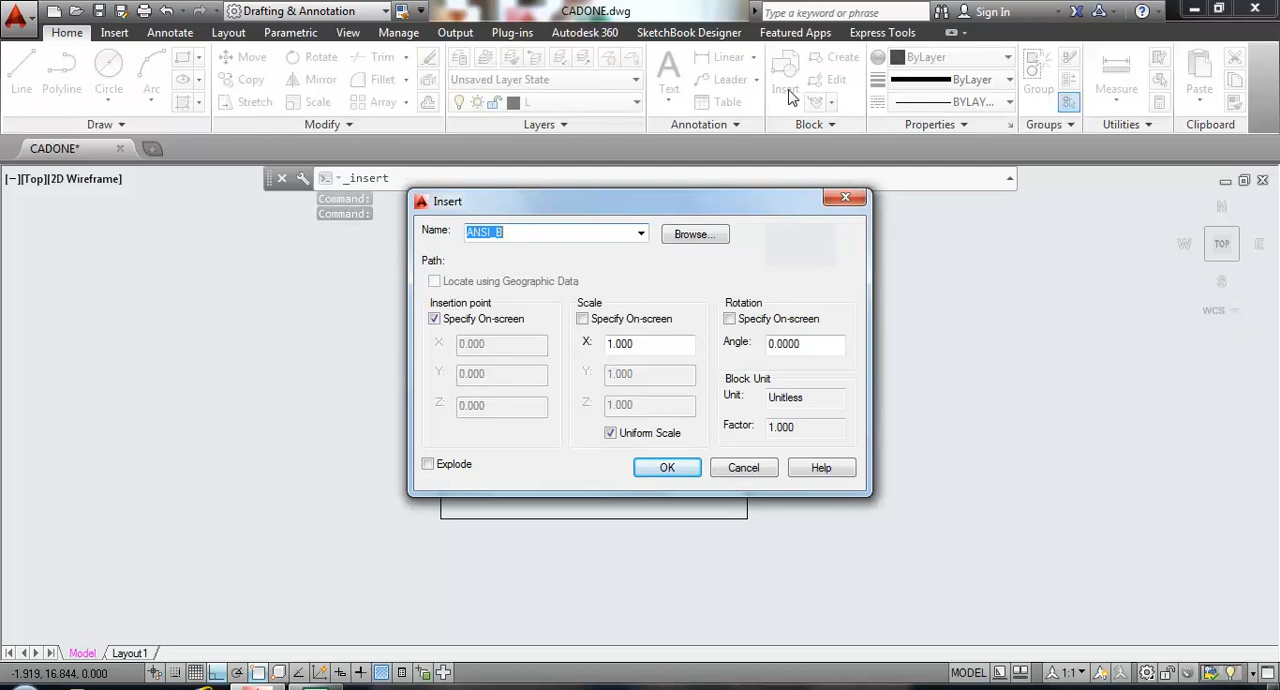 Drafting & Annotation
CADONE.dwg
Type a keyword or phrase
Sign In
Home Insert Annotate Layout Parametric View Manage Output Plug-ins Autodesk 360 SketchBook Designer Featured Apps Express Tools
Line Polyline Circle Arc
Move Rotate Trim
Copy Mirror Fillet
Stretch Scale Array
Unsaved Layer State
L
Text
Linear
Leader
Table
Insert
Create
Edit
ByLayer
ByLayer
BYLAY...
Group
Measure
Paste
Draw Modify Layers Annotation Block Properties Groups Utilities Clipboard
CADONE*
[−][Top][2D Wireframe]
_insert
Command:
Command:
N
W TOP E
S
WCS
Insert
Name: ANSI_B Browse...
Path:
Locate using Geographic Data
Insertion point Scale Rotation
Specify On-screen Specify On-screen Specify On-screen
X: 0.000 X: 1.000 Angle: 0.0000
Y: 0.000 Y: 1.000
Block Unit
Unit: Unitless
Z: 0.000 Z: 1.000
Factor: 1.000
Uniform Scale
Explode OK Cancel Help
Model Layout1
-1.919, 16.844, 0.000
MODEL
1:1